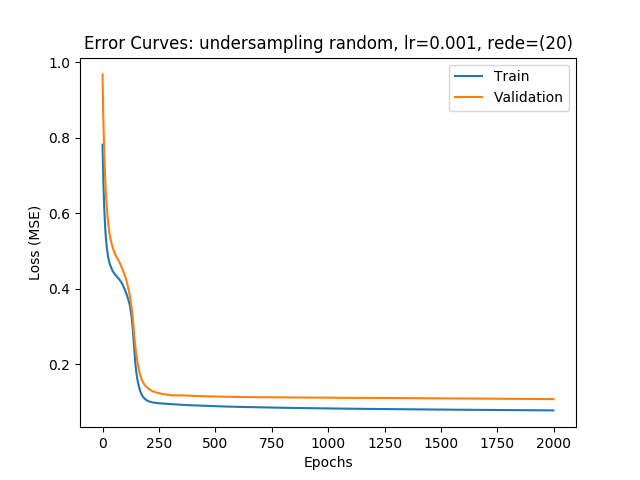 Error Curves: undersampling random, lr=0.001, rede=(20)
Train
Validation
Loss (MSE)
1.0
0.8
0.6
0.4
0.2
0 250 500 750 1000 1250 1500 1750 2000
Epochs